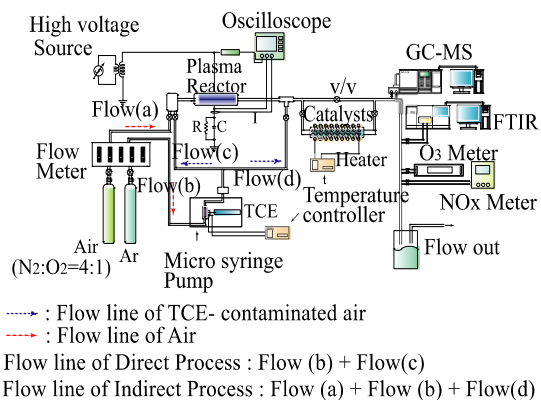 High voltage
Source
Oscilloscope
GC-MS
Plasma
Reactor
v/v
Flow(a)
R
C
I
Catalysts
FTIR
Flow
Meter
Flow(c)
Heater
O3 Meter
Flow(b)
Flow(d)
Temperature
controller
NOx Meter
TCE
Air
(N2:O2=4:1)
Ar
Micro syringe
Pump
Flow out
: Flow line of TCE- contaminated air
: Flow line of Air
Flow line of Direct Process : Flow (b) + Flow(c)
Flow line of Indirect Process : Flow (a) + Flow (b) + Flow(d)